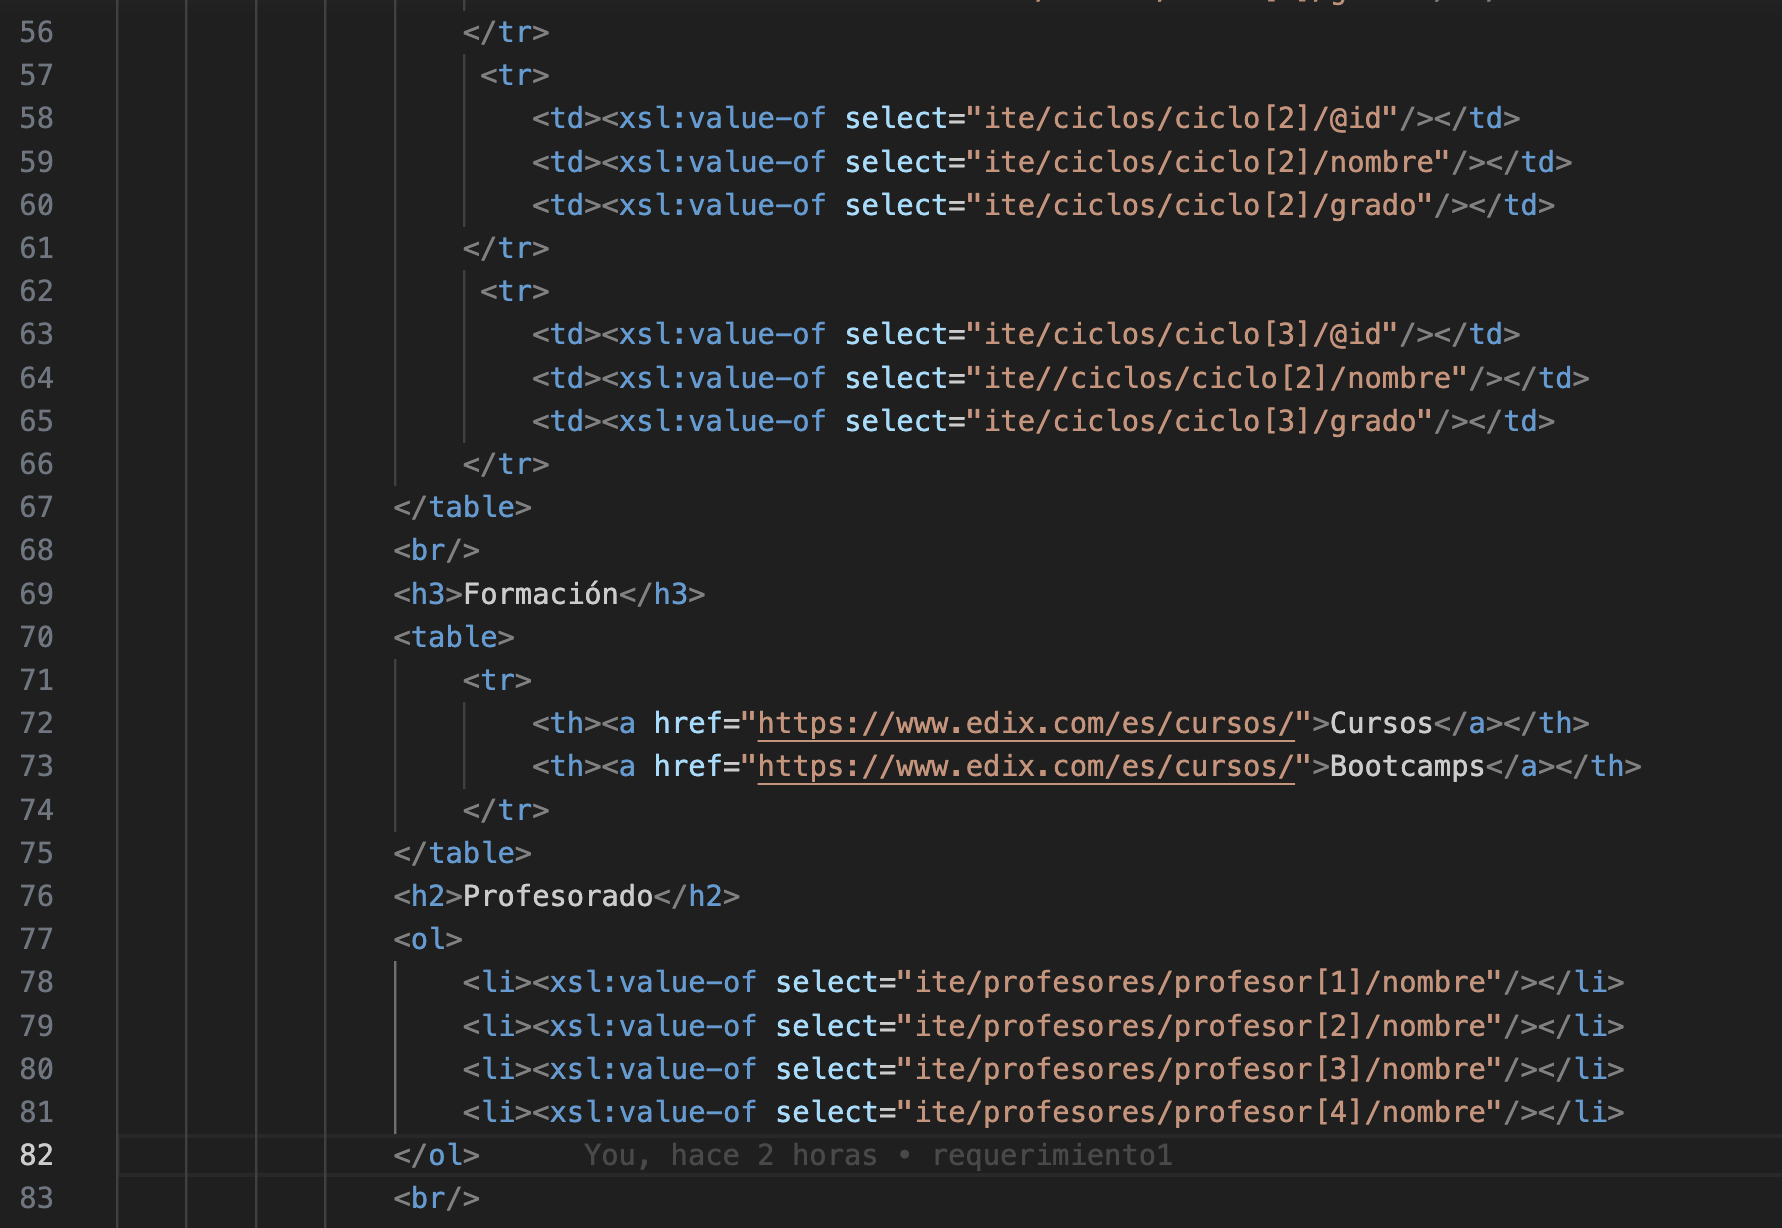 56 </tr>
57 <tr>
58 <td><xsl:value-of select="ite/ciclos/ciclo[2]/@id"/></td>
59 <td><xsl:value-of select="ite/ciclos/ciclo[2]/nombre"/></td>
60 <td><xsl:value-of select="ite/ciclos/ciclo[2]/grado"/></td>
61 </tr>
62 <tr>
63 <td><xsl:value-of select="ite/ciclos/ciclo[3]/@id"/></td>
64 <td><xsl:value-of select="ite//ciclos/ciclo[2]/nombre"/></td>
65 <td><xsl:value-of select="ite/ciclos/ciclo[3]/grado"/></td>
66 </tr>
67 </table>
68 <br/>
69 <h3>Formación</h3>
70 <table>
71 <tr>
72 <th><a href="https://www.edix.com/es/cursos/">Cursos</a></th>
73 <th><a href="https://www.edix.com/es/cursos/">Bootcamps</a></th>
74 </tr>
75 </table>
76 <h2>Profesorado</h2>
77 <ol>
78 <li><xsl:value-of select="ite/profesores/profesor[1]/nombre"/></li>
79 <li><xsl:value-of select="ite/profesores/profesor[2]/nombre"/></li>
80 <li><xsl:value-of select="ite/profesores/profesor[3]/nombre"/></li>
81 <li><xsl:value-of select="ite/profesores/profesor[4]/nombre"/></li>
82 </ol> You, hace 2 horas • requerimiento1
83 <br/>